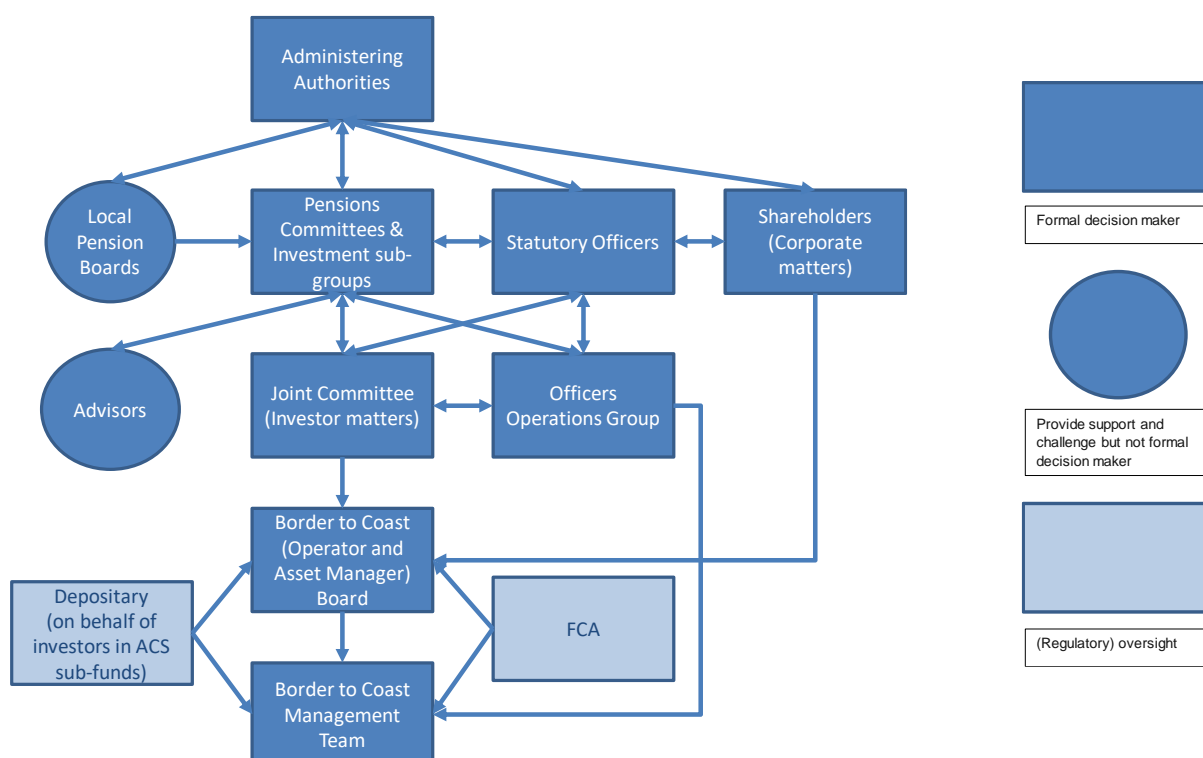 Administering
Authorities
Local
Pension
Boards
Pensions
Committees &
Investment sub-
groups
Statutory Officers
Shareholders
(Corporate
matters)
Formal decision maker
Advisors
Joint Committee
(Investor matters)
Officers
Operations Group
Provide support and
challenge but not formal
decision maker
Border to Coast
(Operator and
Asset Manager)
Board
Depositary
(on behalf of
investors in ACS
sub-funds)
FCA
(Regulatory) oversight
Border to Coast
Management
Team